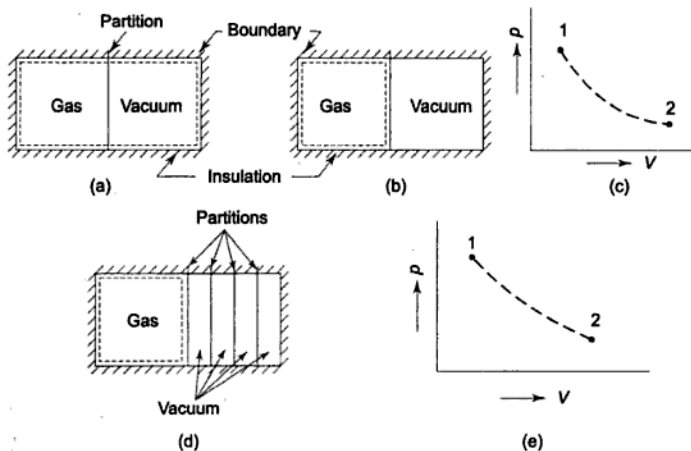 Partition
Boundary
Gas
Vacuum
Gas
Vacuum
Insulation
(a)
(b)
p
1
2
V
(c)
Partitions
Gas
Vacuum
(d)
p
1
2
V
(e)